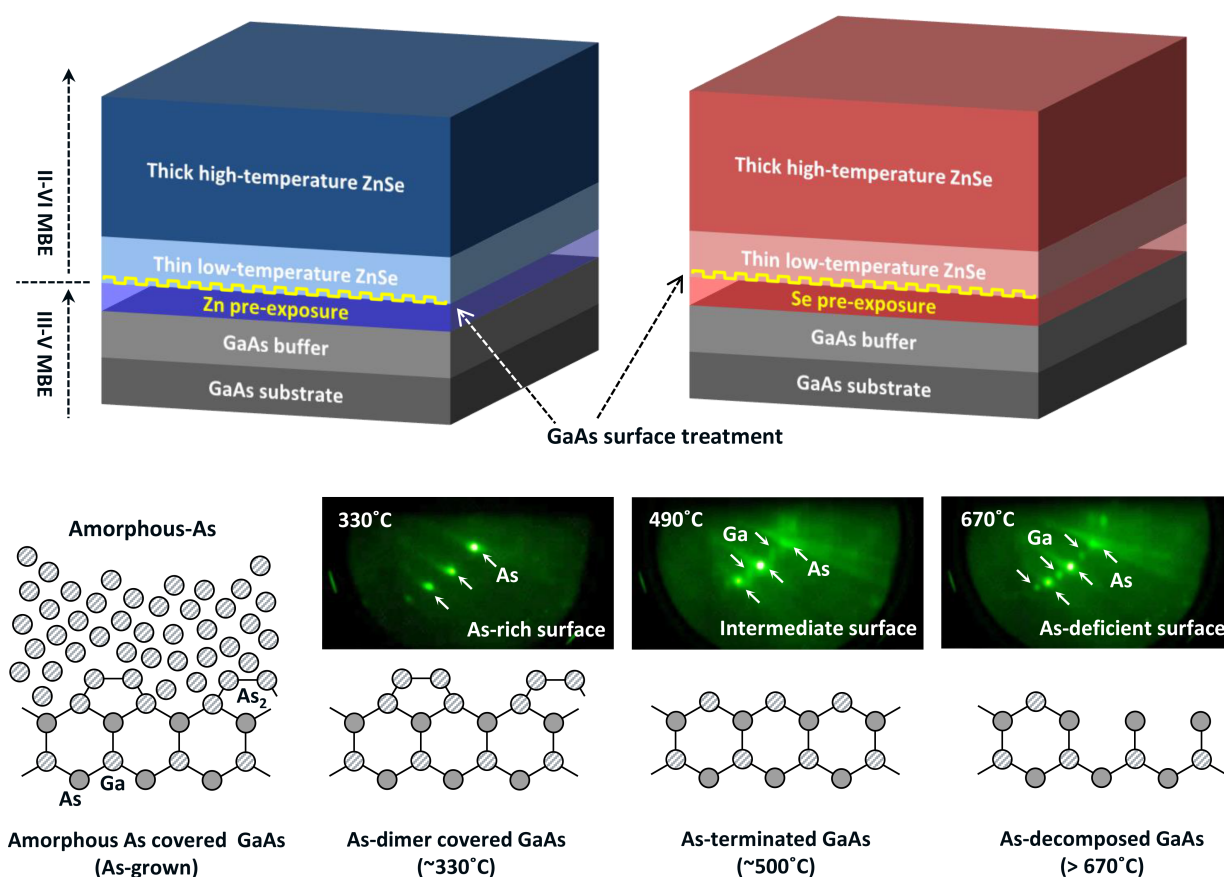 II-VI MBE
III-V MBE
Thick high-temperature ZnSe
Thin low-temperature ZnSe
Zn pre-exposure
GaAs buffer
GaAs substrate
Thick high-temperature ZnSe
Thin low-temperature ZnSe
Se pre-exposure
GaAs buffer
GaAs substrate
GaAs surface treatment
Amorphous-As
As₂
Ga
As
Amorphous As covered GaAs
(As-grown)
330˚C
As
As-rich surface
As-dimer covered GaAs
(~330˚C)
490˚C
Ga
As
Intermediate surface
As-terminated GaAs
(~500˚C)
670˚C
Ga
As
As-deficient surface
As-decomposed GaAs
(> 670˚C)